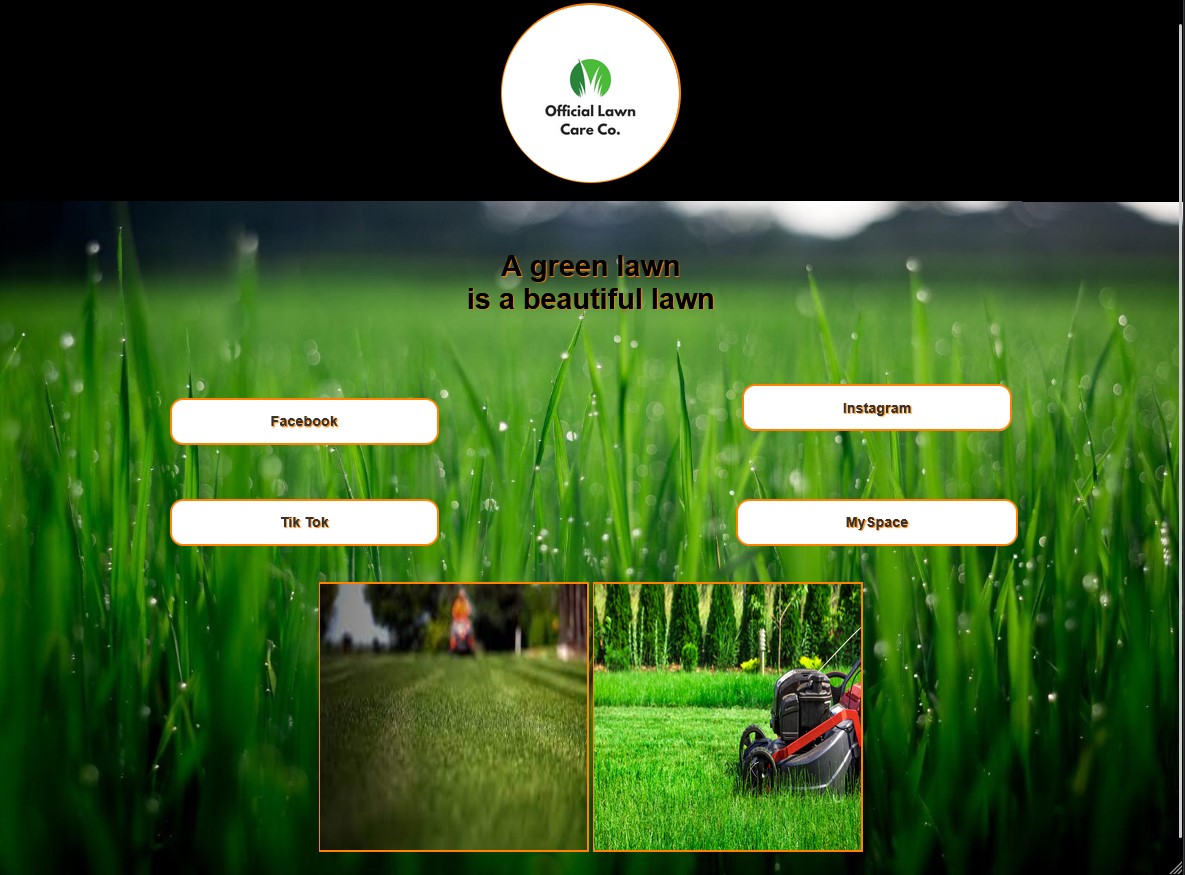 Official Lawn
Care Co.
A green lawn
is a beautiful lawn
Facebook
Instagram
Tik Tok
MySpace